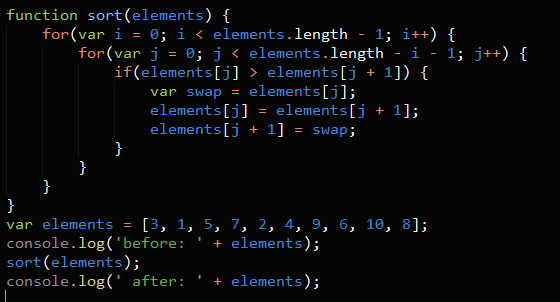 function sort(elements) {
    for(var i = 0; i < elements.length - 1; i++) {
        for(var j = 0; j < elements.length - i - 1; j++) {
            if(elements[j] > elements[j + 1]) {
                var swap = elements[j];
                elements[j] = elements[j + 1];
                elements[j + 1] = swap;
            }
        }
    }
}
var elements = [3, 1, 5, 7, 2, 4, 9, 6, 10, 8];
console.log('before: ' + elements);
sort(elements);
console.log(' after: ' + elements);